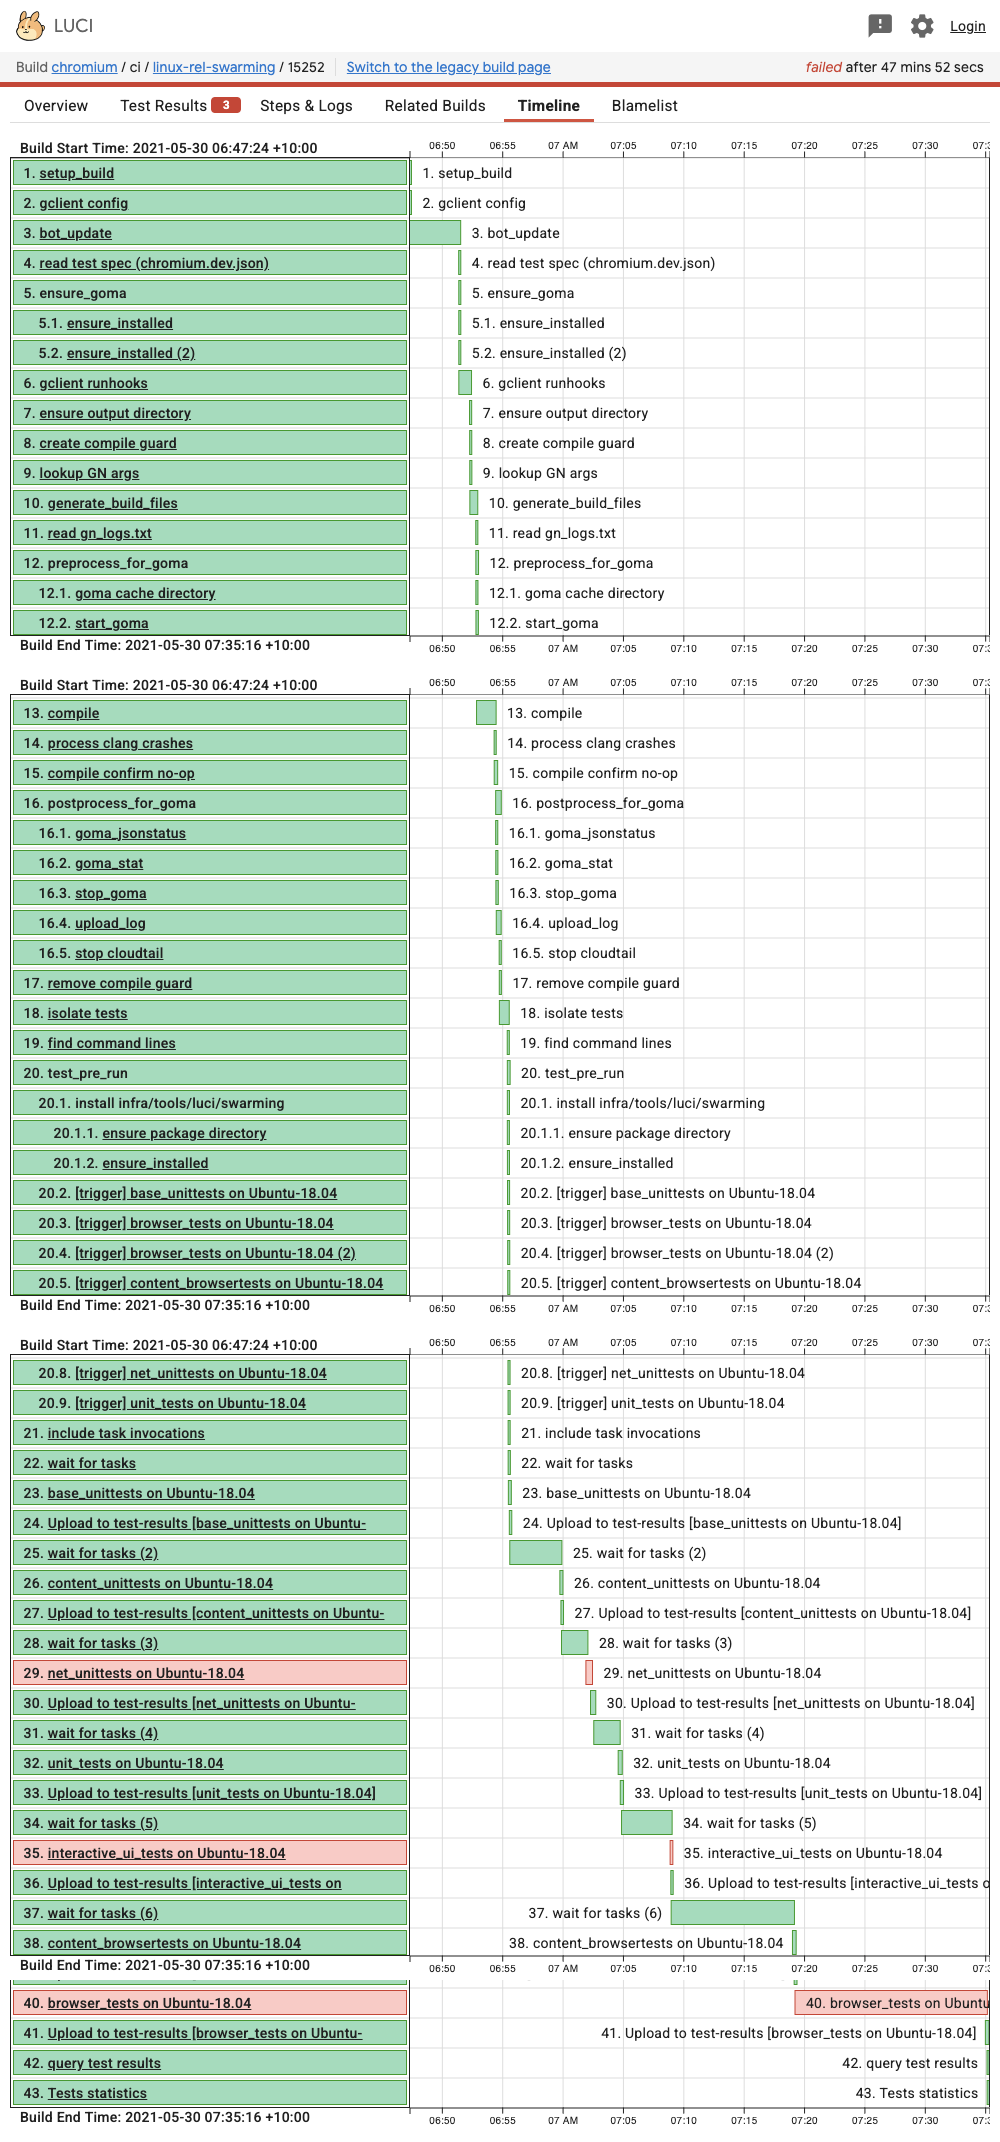 LUCI
Login
Build chromium / ci / linux-rel-swarming / 15252 Switch to the legacy build page failed after 47 mins 52 secs
Overview Test Results 3 Steps & Logs Related Builds Timeline Blamelist
Build Start Time: 2021-05-30 06:47:24 +10:00 06:50 06:55 07 AM 07:05 07:10 07:15 07:20 07:25 07:30 07:3
1. setup_build 1. setup_build
2. gclient config 2. gclient config
3. bot_update 3. bot_update
4. read test spec (chromium.dev.json) 4. read test spec (chromium.dev.json)
5. ensure_goma 5. ensure_goma
5.1. ensure_installed 5.1. ensure_installed
5.2. ensure_installed (2) 5.2. ensure_installed (2)
6. gclient runhooks 6. gclient runhooks
7. ensure output directory 7. ensure output directory
8. create compile guard 8. create compile guard
9. lookup GN args 9. lookup GN args
10. generate_build_files 10. generate_build_files
11. read gn_logs.txt 11. read gn_logs.txt
12. preprocess_for_goma 12. preprocess_for_goma
12.1. goma cache directory 12.1. goma cache directory
12.2. start_goma 12.2. start_goma
Build End Time: 2021-05-30 07:35:16 +10:00 06:50 06:55 07 AM 07:05 07:10 07:15 07:20 07:25 07:30 07:3
Build Start Time: 2021-05-30 06:47:24 +10:00 06:50 06:55 07 AM 07:05 07:10 07:15 07:20 07:25 07:30 07:3
13. compile 13. compile
14. process clang crashes 14. process clang crashes
15. compile confirm no-op 15. compile confirm no-op
16. postprocess_for_goma 16. postprocess_for_goma
16.1. goma_jsonstatus 16.1. goma_jsonstatus
16.2. goma_stat 16.2. goma_stat
16.3. stop_goma 16.3. stop_goma
16.4. upload_log 16.4. upload_log
16.5. stop cloudtail 16.5. stop cloudtail
17. remove compile guard 17. remove compile guard
18. isolate tests 18. isolate tests
19. find command lines 19. find command lines
20. test_pre_run 20. test_pre_run
20.1. install infra/tools/luci/swarming 20.1. install infra/tools/luci/swarming
20.1.1. ensure package directory 20.1.1. ensure package directory
20.1.2. ensure_installed 20.1.2. ensure_installed
20.2. [trigger] base_unittests on Ubuntu-18.04 20.2. [trigger] base_unittests on Ubuntu-18.04
20.3. [trigger] browser_tests on Ubuntu-18.04 20.3. [trigger] browser_tests on Ubuntu-18.04
20.4. [trigger] browser_tests on Ubuntu-18.04 (2) 20.4. [trigger] browser_tests on Ubuntu-18.04 (2)
20.5. [trigger] content_browsertests on Ubuntu-18.04 20.5. [trigger] content_browsertests on Ubuntu-18.04
Build End Time: 2021-05-30 07:35:16 +10:00 06:50 06:55 07 AM 07:05 07:10 07:15 07:20 07:25 07:30 07:3
Build Start Time: 2021-05-30 06:47:24 +10:00 06:50 06:55 07 AM 07:05 07:10 07:15 07:20 07:25 07:30 07:3
20.8. [trigger] net_unittests on Ubuntu-18.04 20.8. [trigger] net_unittests on Ubuntu-18.04
20.9. [trigger] unit_tests on Ubuntu-18.04 20.9. [trigger] unit_tests on Ubuntu-18.04
21. include task invocations 21. include task invocations
22. wait for tasks 22. wait for tasks
23. base_unittests on Ubuntu-18.04 23. base_unittests on Ubuntu-18.04
24. Upload to test-results [base_unittests on Ubuntu- 24. Upload to test-results [base_unittests on Ubuntu-18.04]
25. wait for tasks (2) 25. wait for tasks (2)
26. content_unittests on Ubuntu-18.04 26. content_unittests on Ubuntu-18.04
27. Upload to test-results [content_unittests on Ubuntu- 27. Upload to test-results [content_unittests on Ubuntu-18.04]
28. wait for tasks (3) 28. wait for tasks (3)
29. net_unittests on Ubuntu-18.04 29. net_unittests on Ubuntu-18.04
30. Upload to test-results [net_unittests on Ubuntu- 30. Upload to test-results [net_unittests on Ubuntu-18.04]
31. wait for tasks (4) 31. wait for tasks (4)
32. unit_tests on Ubuntu-18.04 32. unit_tests on Ubuntu-18.04
33. Upload to test-results [unit_tests on Ubuntu-18.04] 33. Upload to test-results [unit_tests on Ubuntu-18.04]
34. wait for tasks (5) 34. wait for tasks (5)
35. interactive_ui_tests on Ubuntu-18.04 35. interactive_ui_tests on Ubuntu-18.04
36. Upload to test-results [interactive_ui_tests on 36. Upload to test-results [interactive_ui_tests o
37. wait for tasks (6) 37. wait for tasks (6)
38. content_browsertests on Ubuntu-18.04 38. content_browsertests on Ubuntu-18.04
Build End Time: 2021-05-30 07:35:16 +10:00 06:50 06:55 07 AM 07:05 07:10 07:15 07:20 07:25 07:30 07:3
40. browser_tests on Ubuntu-18.04 40. browser_tests on Ubuntu
41. Upload to test-results [browser_tests on Ubuntu- 41. Upload to test-results [browser_tests on Ubuntu-18.04]
42. query test results 42. query test results
43. Tests statistics 43. Tests statistics
Build End Time: 2021-05-30 07:35:16 +10:00 06:50 06:55 07 AM 07:05 07:10 07:15 07:20 07:25 07:30 07:3